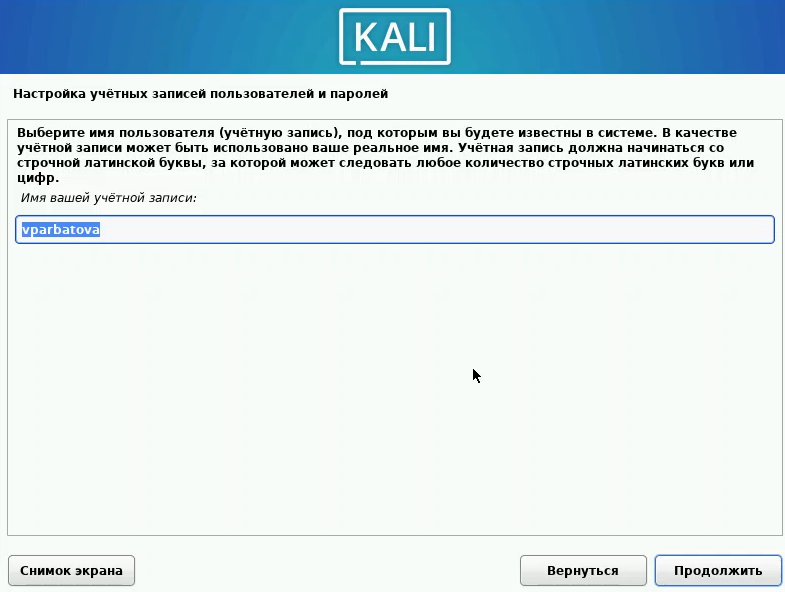 KALI
Настройка учётных записей пользователей и паролей
Выберите имя пользователя (учётную запись), под которым вы будете известны в системе. В качестве
учётной записи может быть использовано ваше реальное имя. Учётная запись должна начинаться со
строчной латинской буквы, за которой может следовать любое количество строчных латинских букв или
цифр.
Имя вашей учётной записи:
vparbatova
Снимок экрана
Вернуться
Продолжить